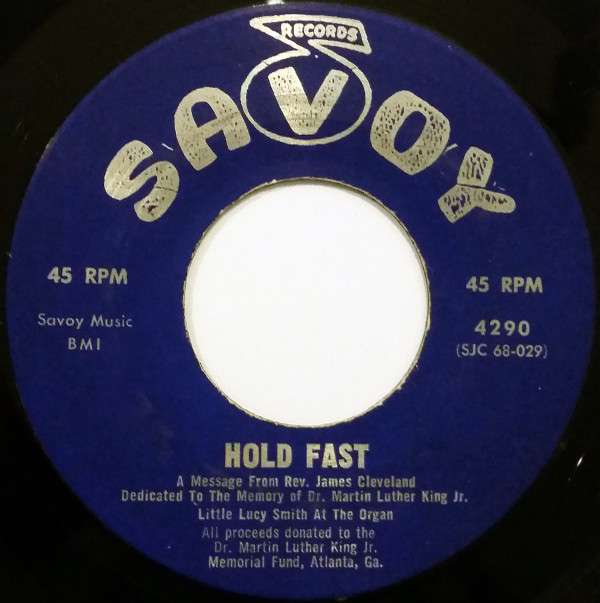 RECORDS
SAVOY
45 RPM
Savoy Music
BMI
45 RPM
4290
(SJC 68-029)
HOLD FAST
A Message From Rev. James Cleveland
Dedicated To The Memory of Dr. Martin Luther King Jr.
Little Lucy Smith At The Organ
All proceeds donated to the
Dr. Martin Luther King Jr.
Memorial Fund, Atlanta, Ga.